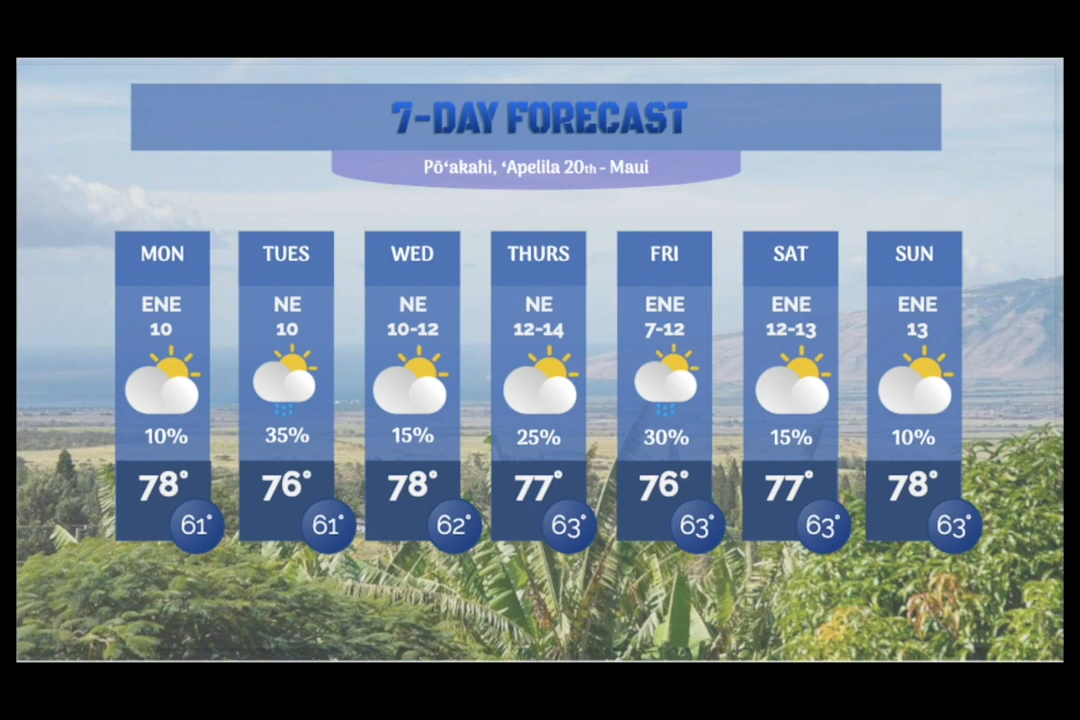 7-DAY FORECAST
Pōʻakahi, ʻApelila 20th - Maui
MON
ENE
10
10%
78°
61°
TUES
NE
10
35%
76°
61°
WED
NE
10-12
15%
78°
62°
THURS
NE
12-14
25%
77°
63°
FRI
ENE
7-12
30%
76°
63°
SAT
ENE
12-13
15%
77°
63°
SUN
ENE
13
10%
78°
63°